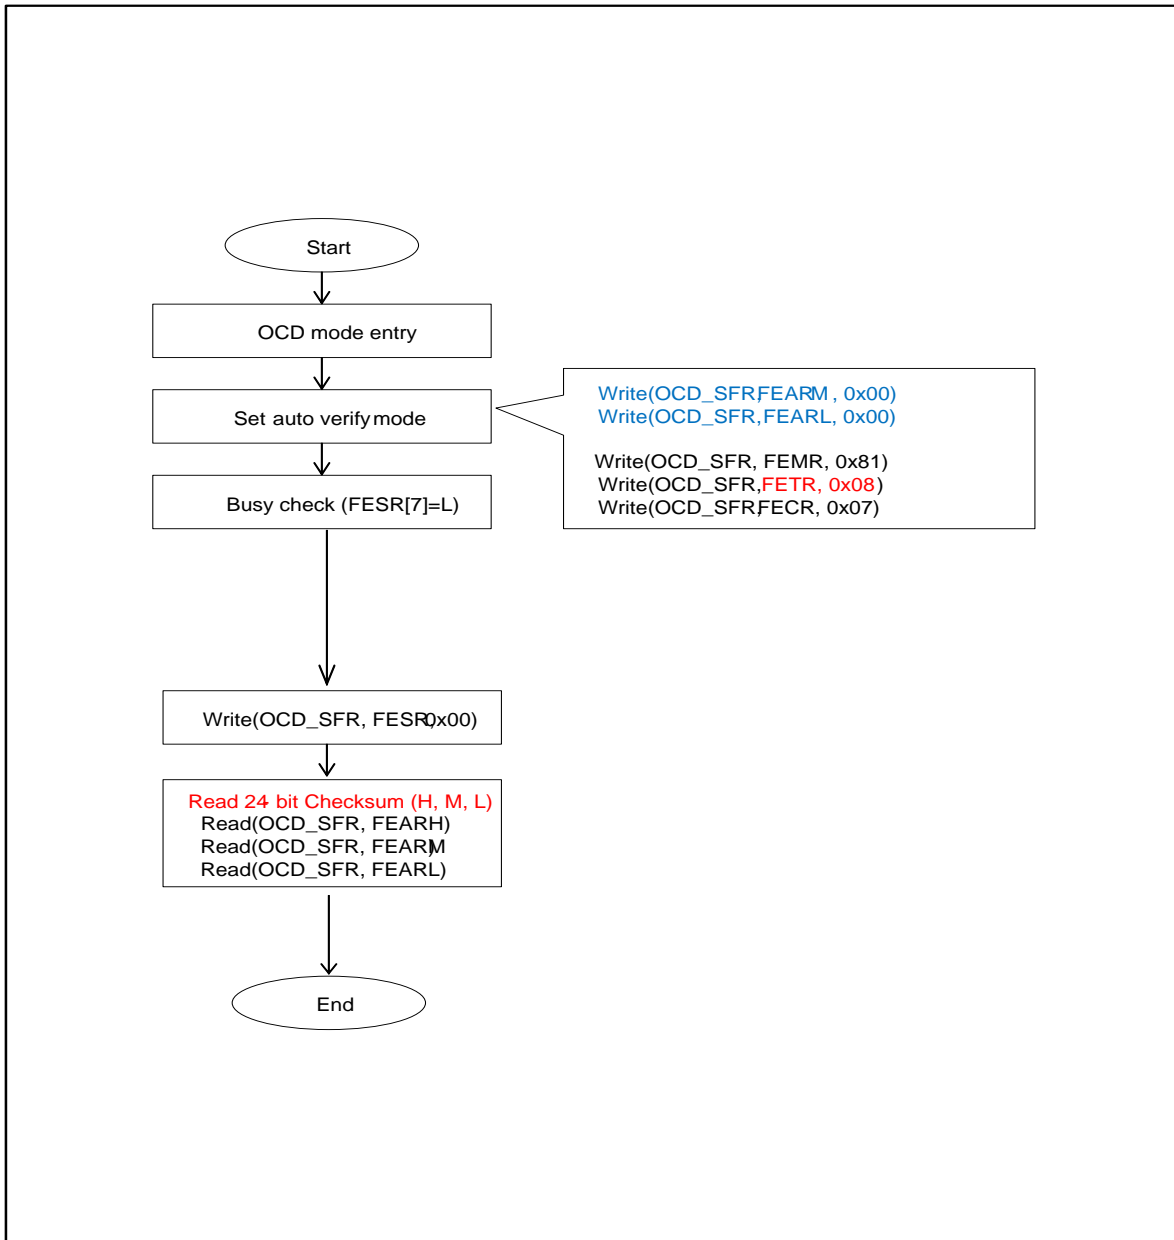 Start
OCD mode entry
Set auto verify mode
Write(OCD_SFR,FEARM , 0x00)
Write(OCD_SFR,FEARL, 0x00)
Write(OCD_SFR, FEMR, 0x81)
Write(OCD_SFR,FETR, 0x08)
Write(OCD_SFR,FECR, 0x07)
Busy check (FESR[7]=L)
Write(OCD_SFR, FESR,0x00)
Read 24 bit Checksum (H, M, L)
Read(OCD_SFR, FEARH)
Read(OCD_SFR, FEARM)
Read(OCD_SFR, FEARL)
End